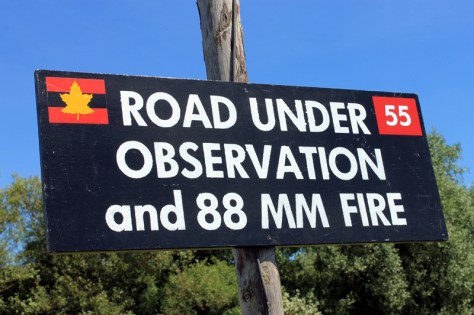 ROAD UNDER 55
OBSERVATION
and 88 MM FIRE